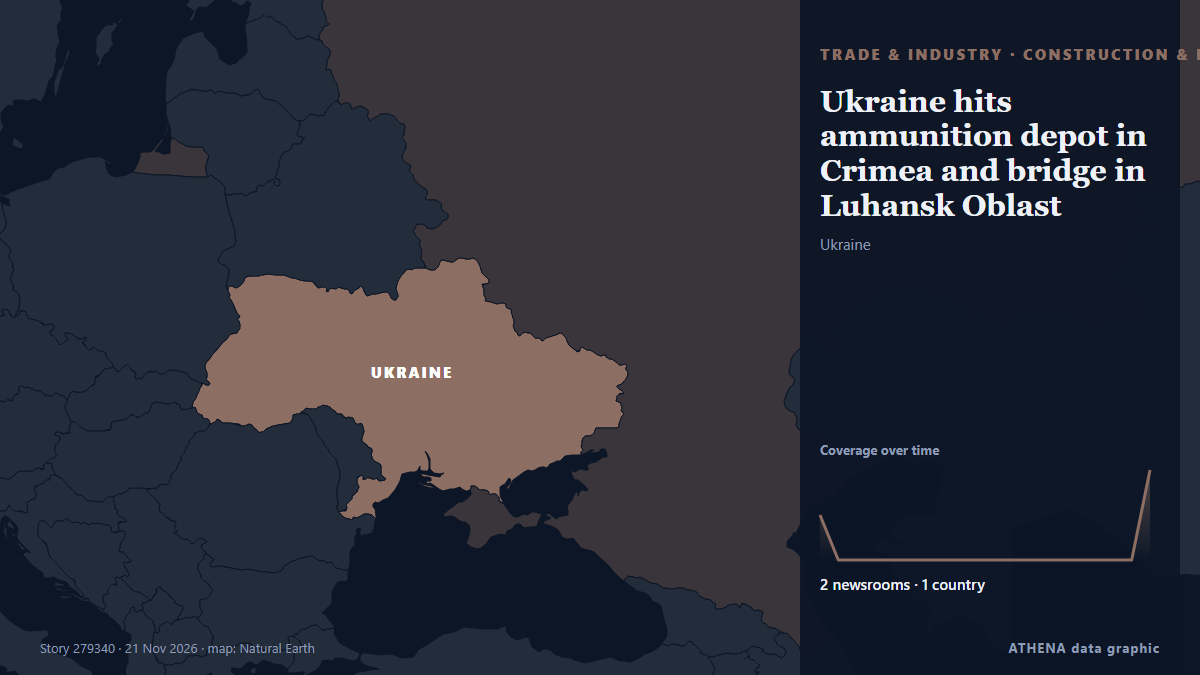 TRADE & INDUSTRY · CONSTRUCTION &
Ukraine hits
ammunition depot in
Crimea and bridge in
Luhansk Oblast
Ukraine
UKRAINE
Coverage over time
2 newsrooms · 1 country
Story 279340 · 21 Nov 2026 · map: Natural Earth
ATHENA data graphic